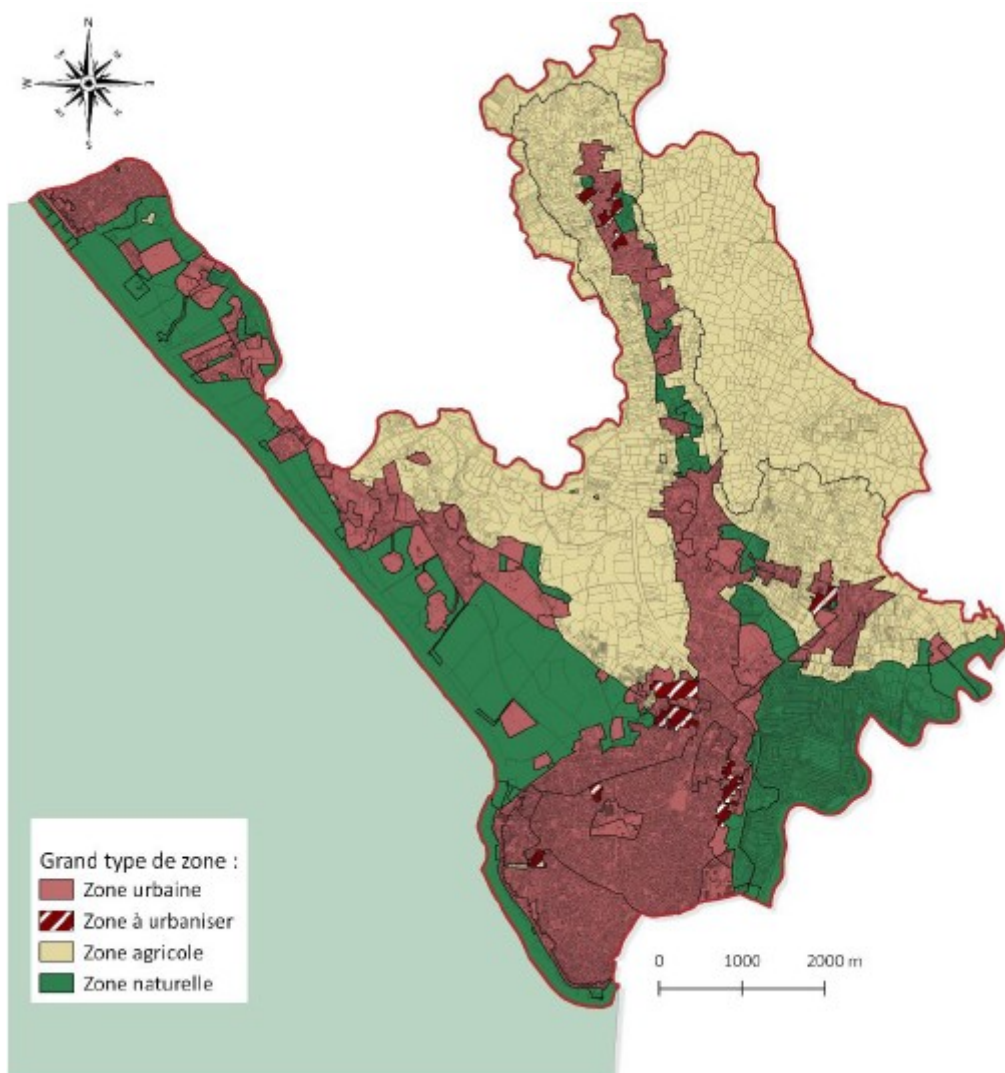 N
W
E
S
Grand type de zone :
Zone urbaine
Zone à urbaniser
Zone agricole
Zone naturelle
0 1000 2000 m